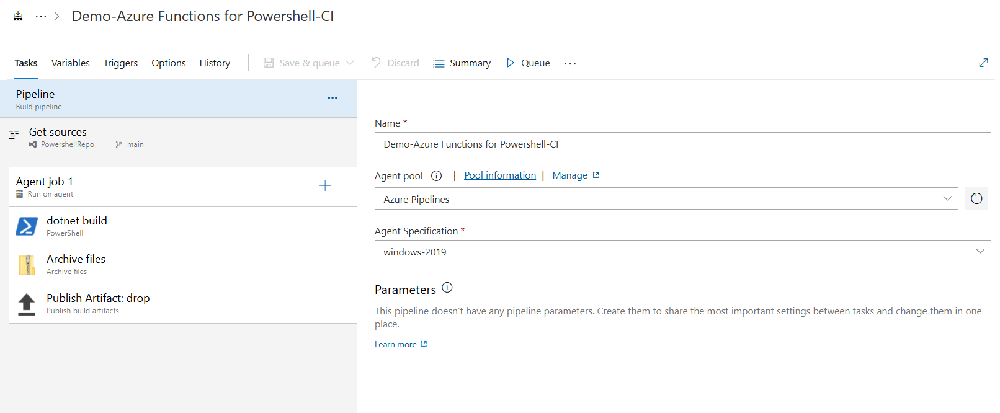 Demo-Azure Functions for Powershell-CI
Tasks Variables Triggers Options History Save & queue Discard Summary Queue
Pipeline
Build pipeline
Get sources
PowershellRepo main
Agent job 1
Run on agent
dotnet build
PowerShell
Archive files
Archive files
Publish Artifact: drop
Publish build artifacts
Name *
Demo-Azure Functions for Powershell-CI
Agent pool | Pool information | Manage
Azure Pipelines
Agent Specification *
windows-2019
Parameters
This pipeline doesn't have any pipeline parameters. Create them to share the most important settings between tasks and change them in one
place.
Learn more